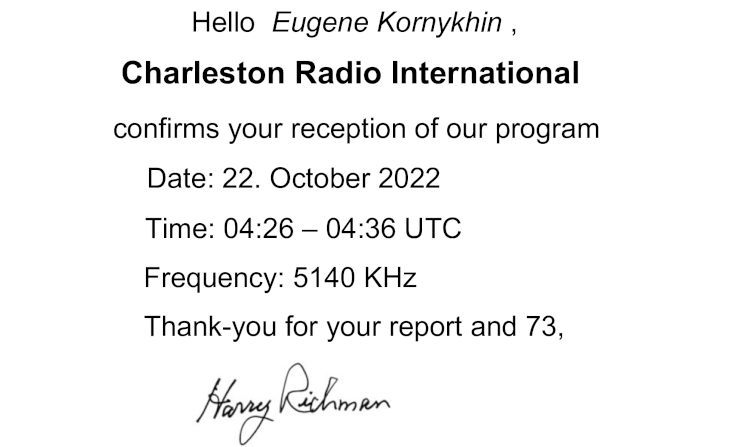 Hello Eugene Kornykhin ,
Charleston Radio International
confirms your reception of our program
Date: 22. October 2022
Time: 04:26 – 04:36 UTC
Frequency: 5140 KHz
Thank-you for your report and 73,
Harry Richman